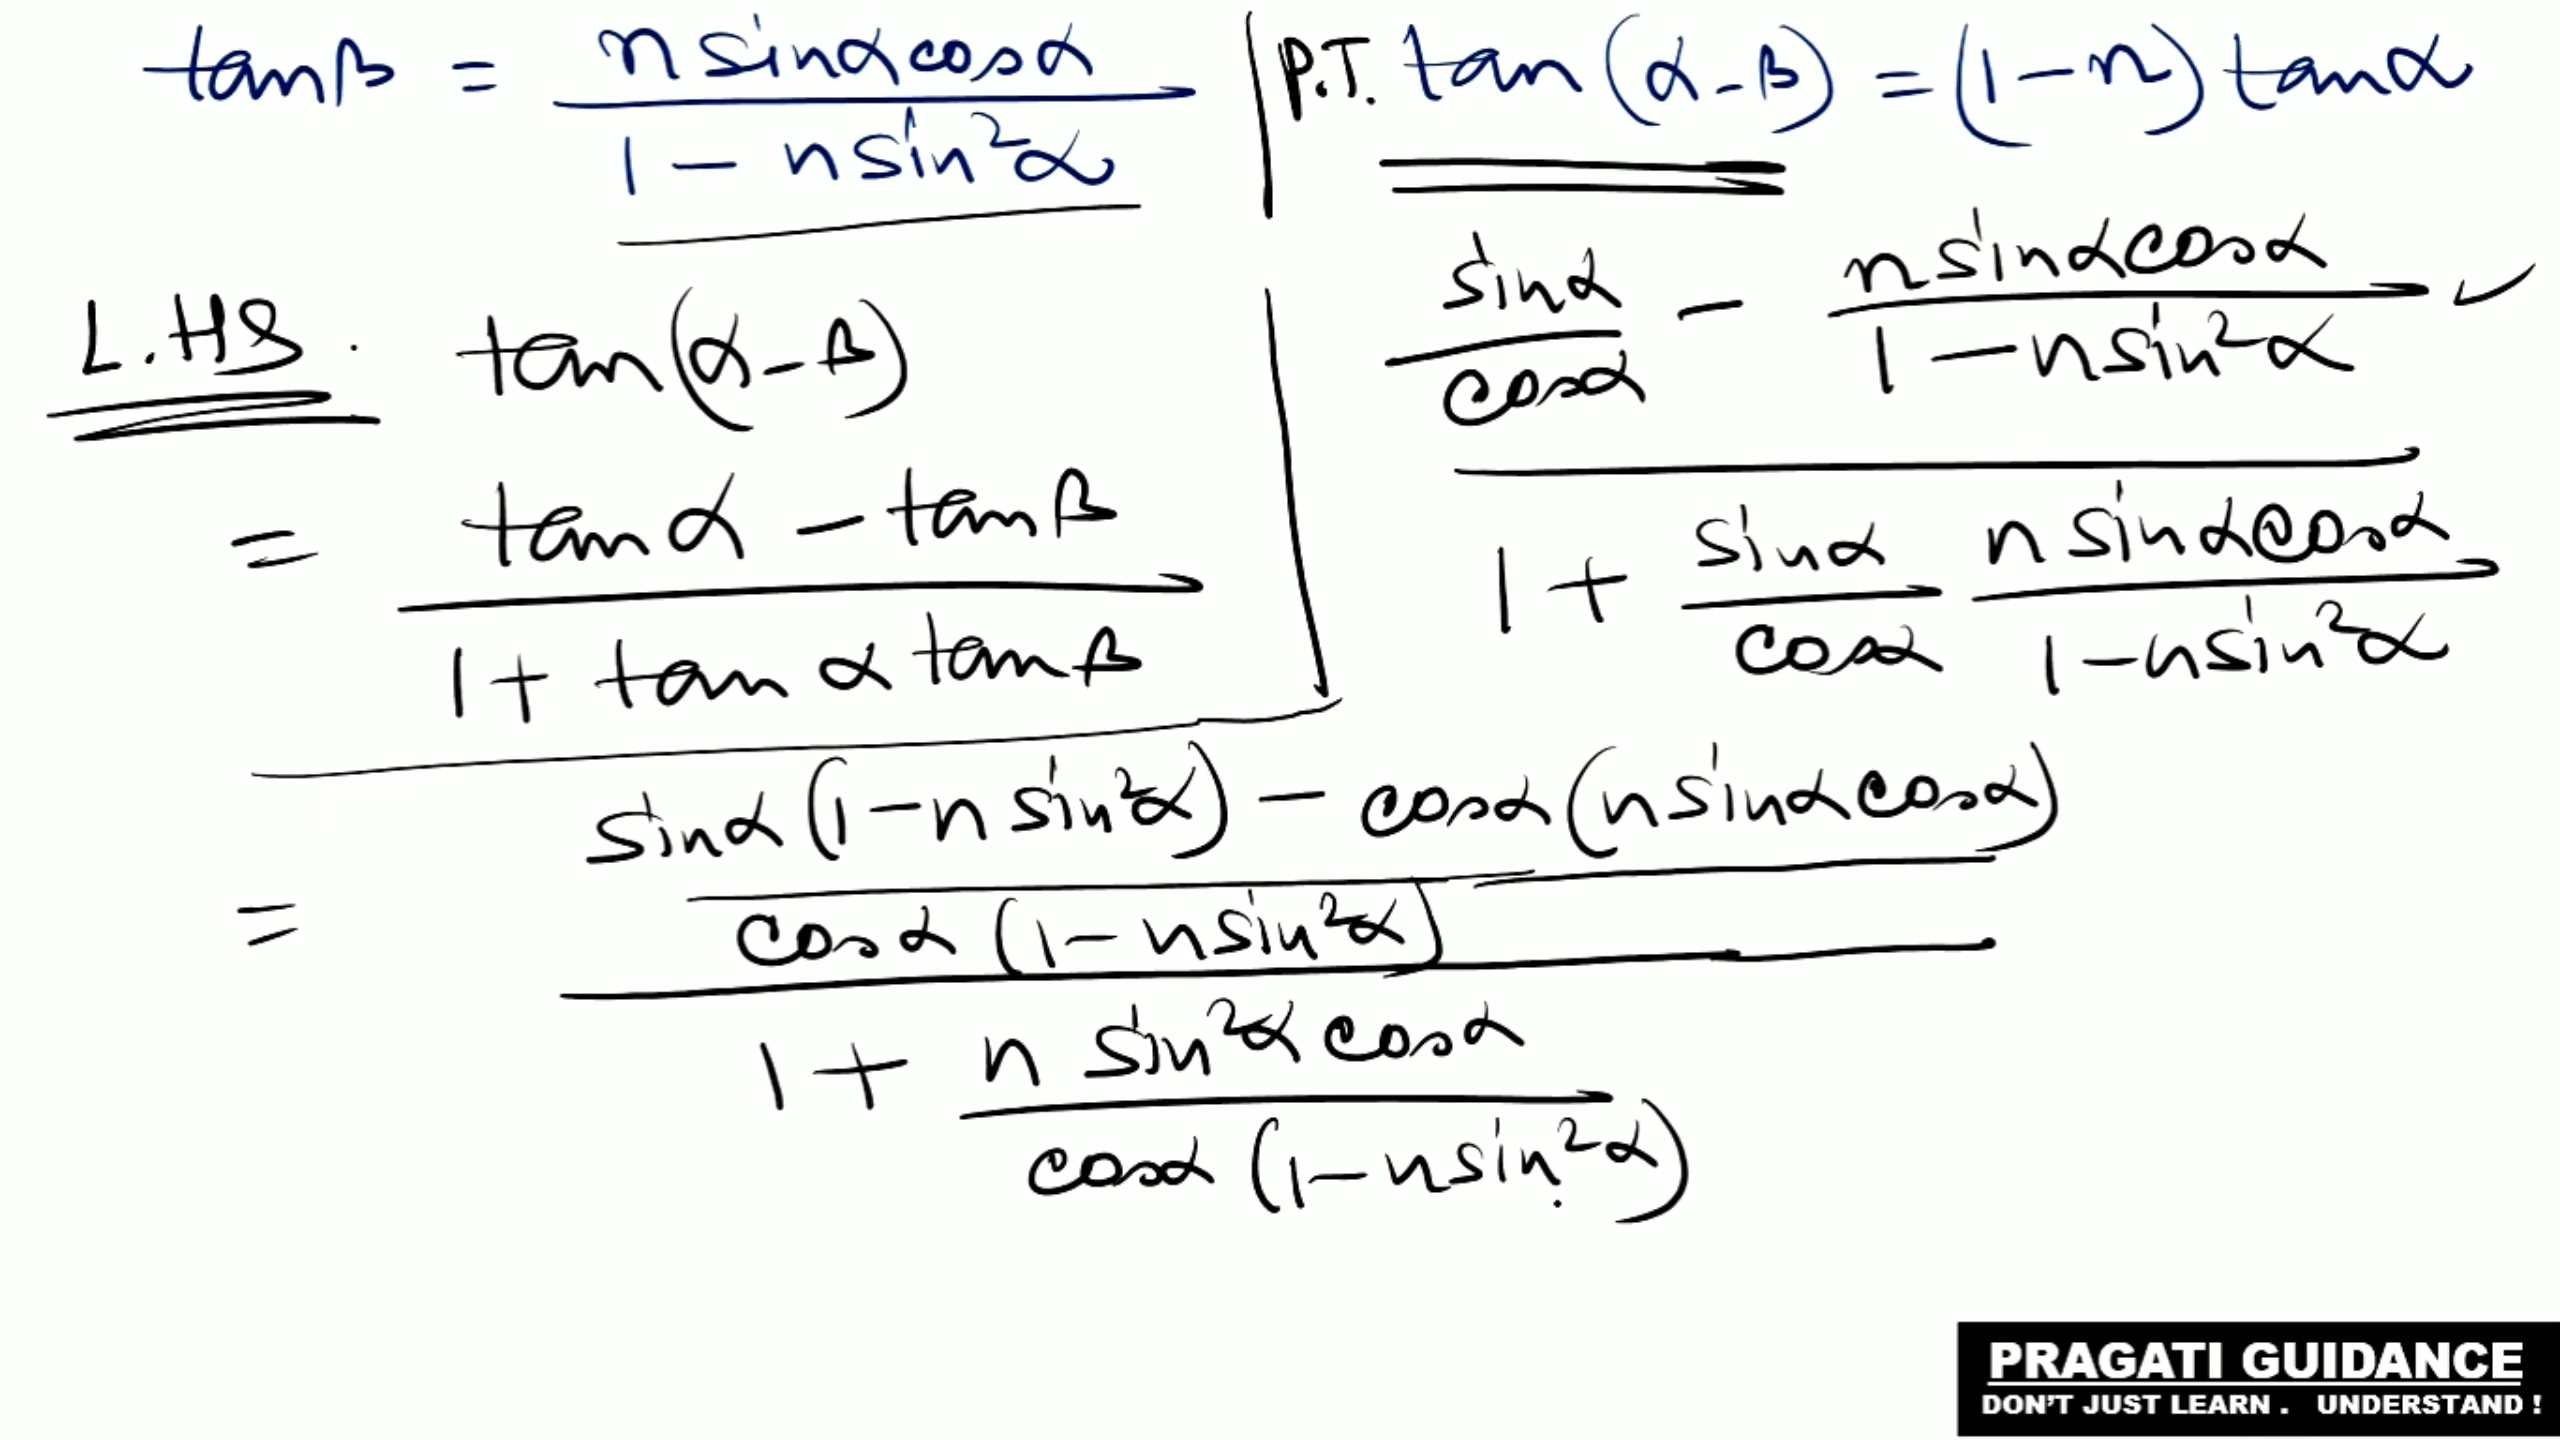 tanβ = n sinα cosα / 1 - n sin²α
P.T. tan(α - β) = (1 - n) tanα
L.HS. tan(α - β)
= tanα - tanβ / 1 + tanα tanβ
sinα / cosα - n sinα cosα / 1 - n sin²α ✓
1 + sinα / cosα n sinα cosα / 1 - n sin²α
= sinα (1 - n sin²α) - cosα (n sinα cosα)
cosα (1 - n sin²α)
1 + n sin²α cosα / cosα (1 - n sin²α)
PRAGATI GUIDANCE
DON'T JUST LEARN . UNDERSTAND !